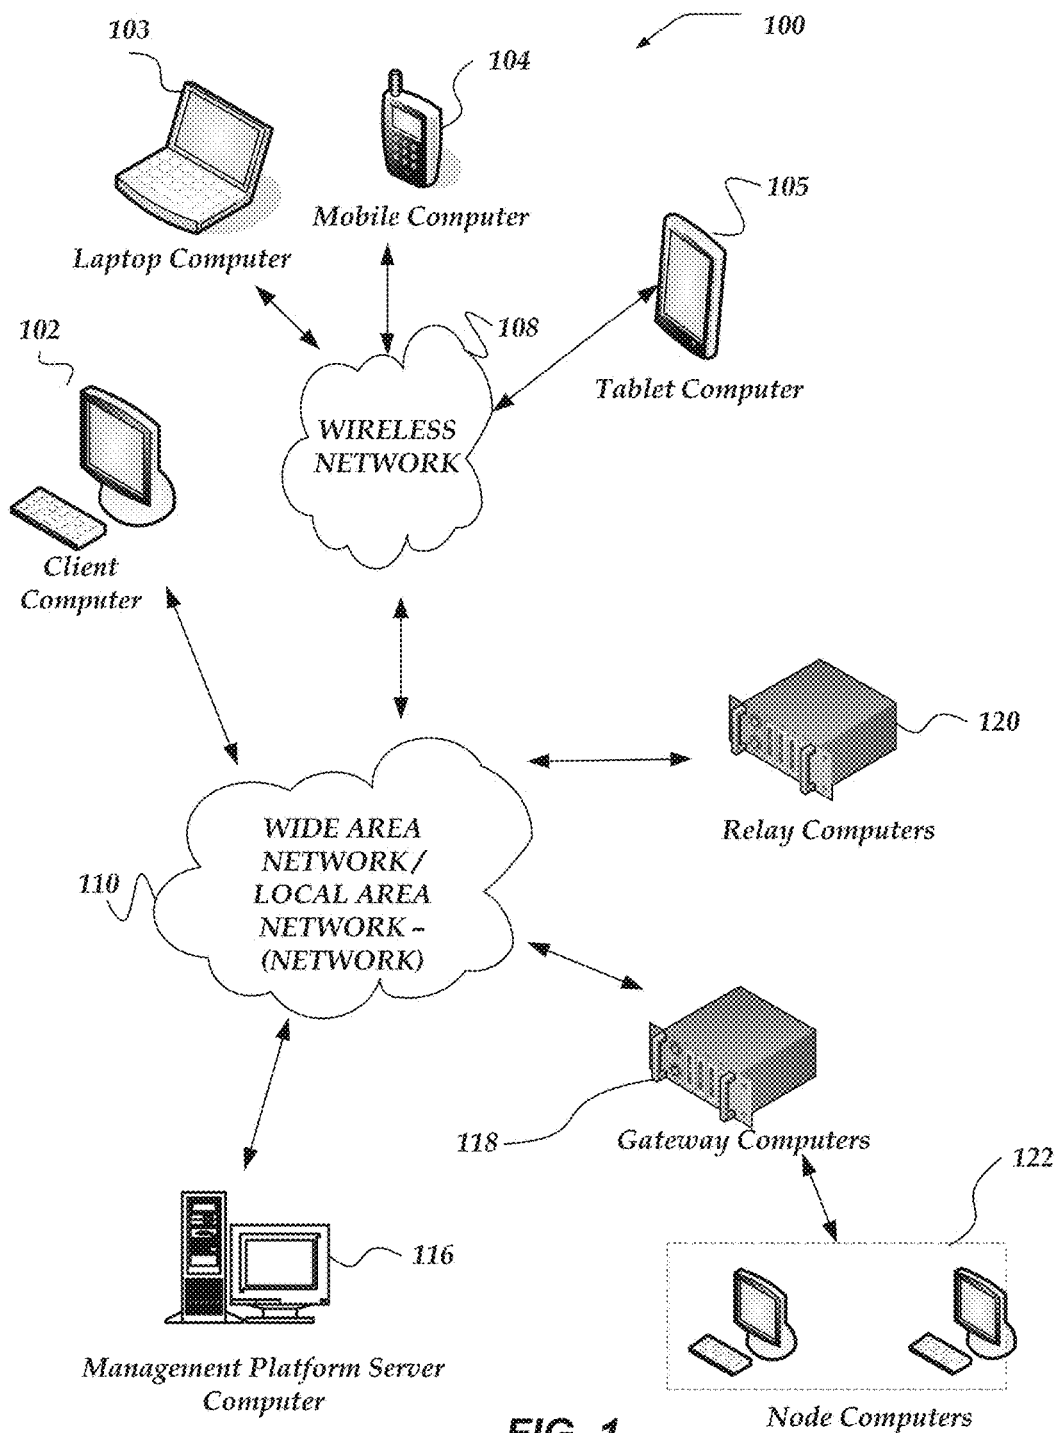 103
100
104
105
Mobile Computer
Laptop Computer
108
102
Tablet Computer
WIRELESS
NETWORK
Client
Computer
120
Relay Computers
WIDE AREA
NETWORK /
LOCAL AREA
NETWORK –
(NETWORK)
110
118
Gateway Computers
122
116
Management Platform Server
Computer
Node Computers
FIG. 1